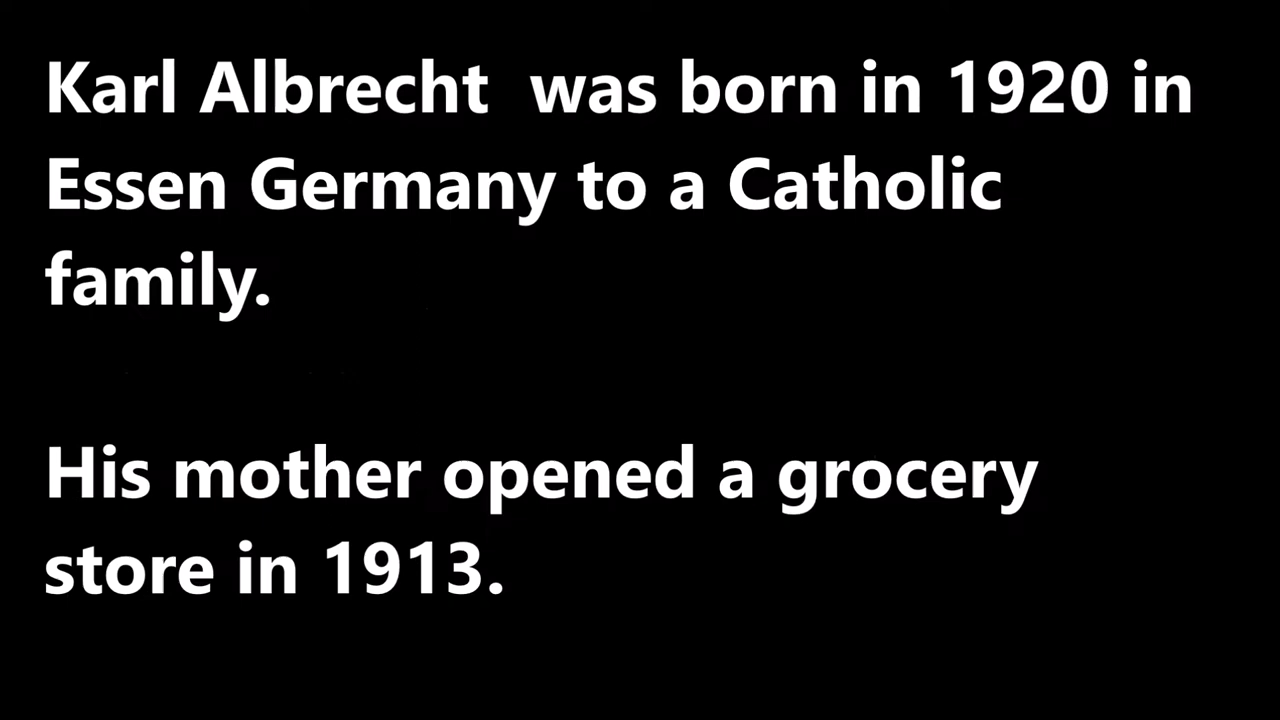 Karl Albrecht  was born in 1920 in
Essen Germany to a Catholic
family.
His mother opened a grocery
store in 1913.